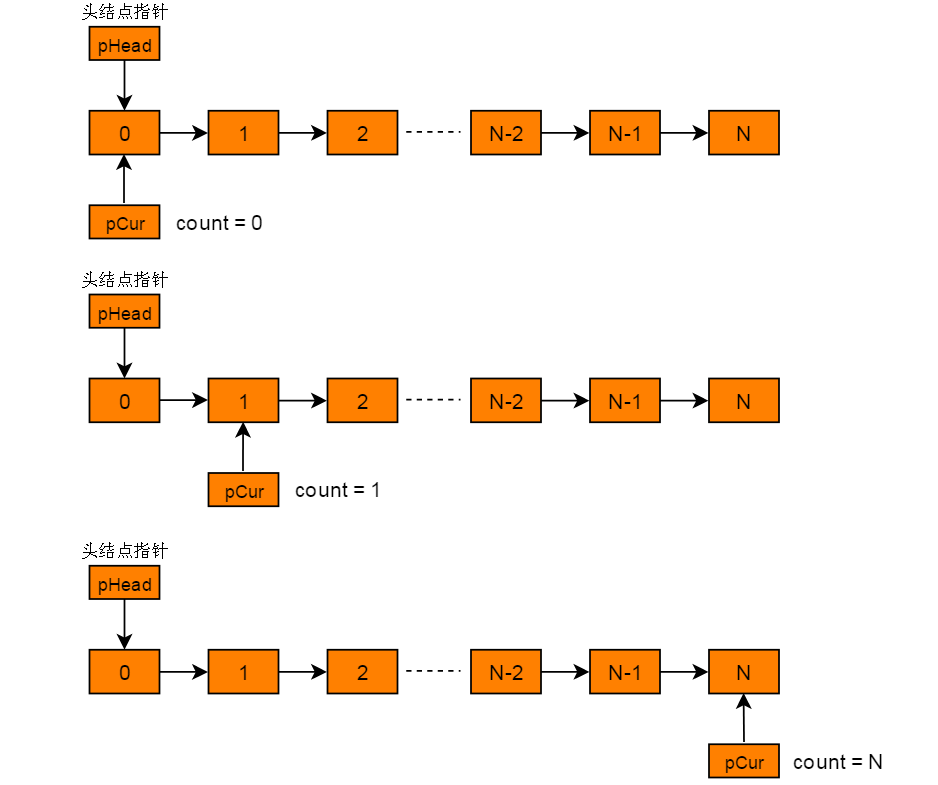 头结点指针
pHead
0 1 2 N-2 N-1 N
pCur count = 0
头结点指针
pHead
0 1 2 N-2 N-1 N
pCur count = 1
头结点指针
pHead
0 1 2 N-2 N-1 N
pCur count = N